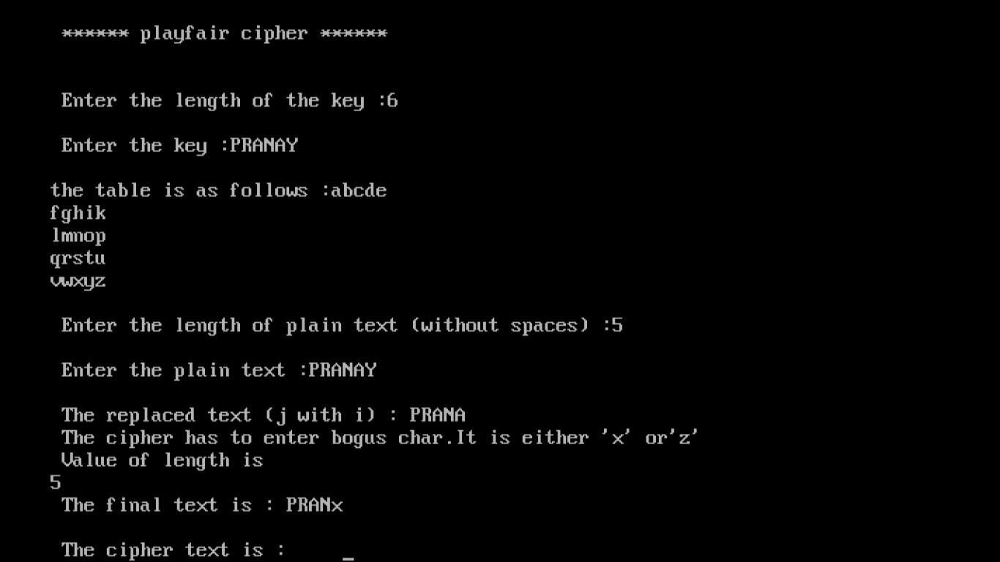 ****** playfair cipher ******
Enter the length of the key :6
Enter the key :PRANAY
the table is as follows :abcde
fghik
lmnop
qrstu
vwxyz
Enter the length of plain text (without spaces) :5
Enter the plain text :PRANAY
The replaced text (j with i) : PRANA
The cipher has to enter bogus char.It is either 'x' or'z'
Value of length is
5
The final text is : PRANx
The cipher text is :     _